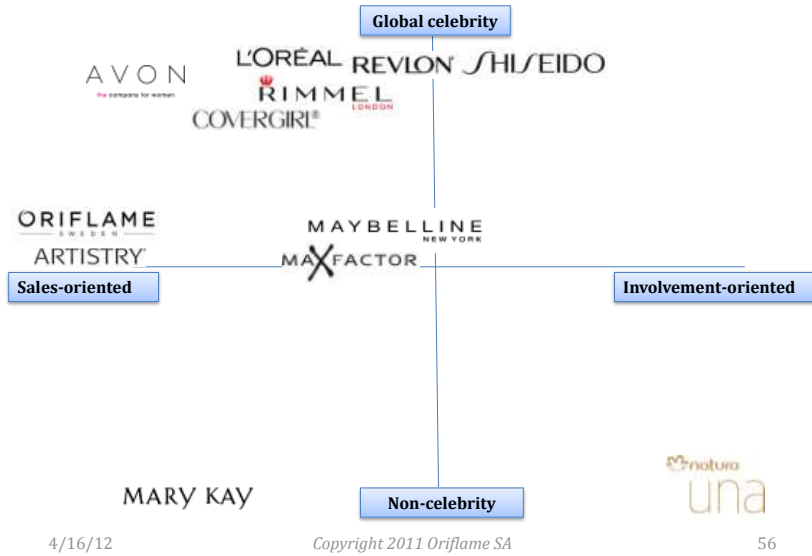 Global celebrity
L'ORÉAL REVLON SHISEIDO
AVON
the company for women
RIMMEL
LONDON
COVERGIRL®
ORIFLAME
SWEDEN
MAYBELLINE
NEW YORK
ARTISTRY
MAXFACTOR
Sales-oriented
Involvement-oriented
natura
una
MARY KAY
Non-celebrity
4/16/12
Copyright 2011 Oriflame SA
56